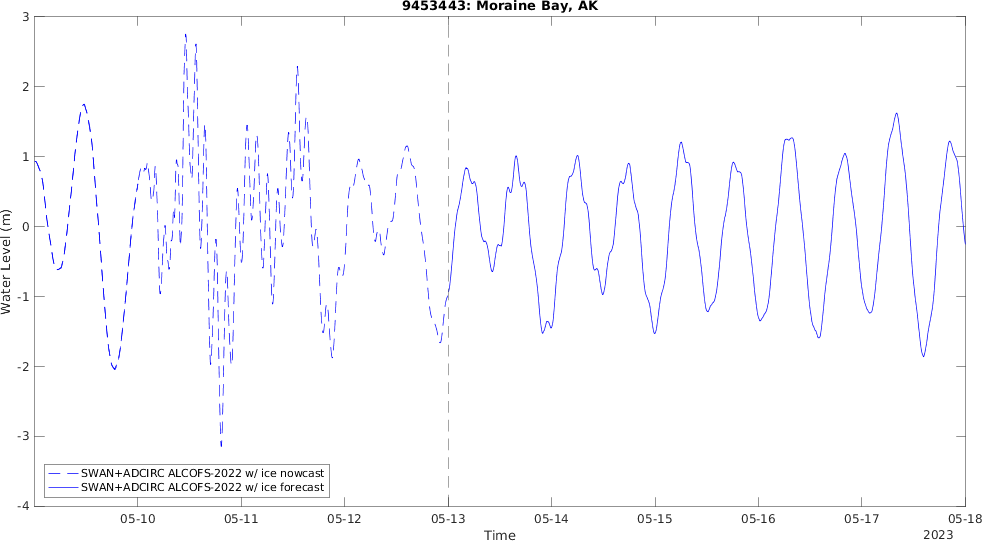 9453443: Moraine Bay, AK
3
2
1
0
-1
-2
-3
-4
Water Level (m)
SWAN+ADCIRC ALCOFS-2022 w/ ice nowcast
SWAN+ADCIRC ALCOFS-2022 w/ ice forecast
05-10 05-11 05-12 05-13 05-14 05-15 05-16 05-17 05-18
Time
2023